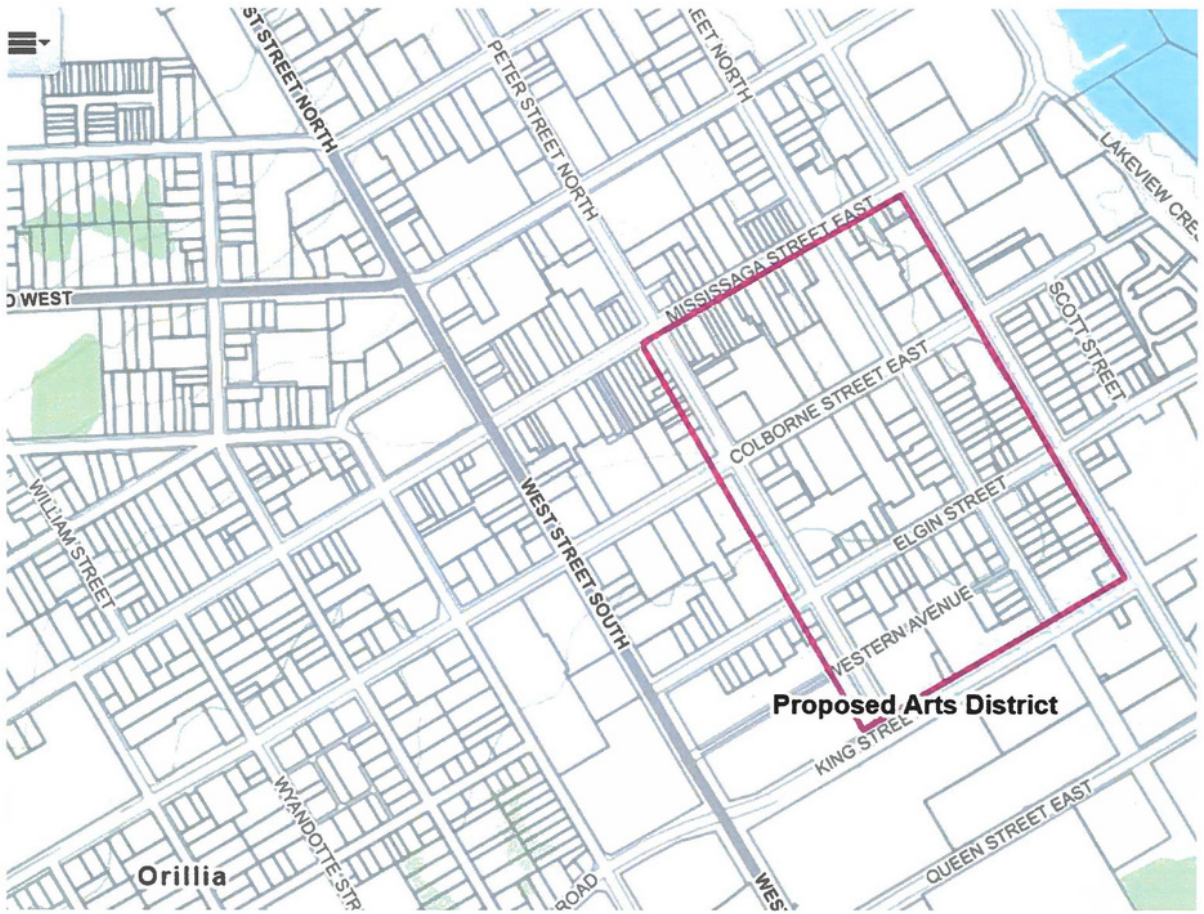 ST STREET NORTH
PETER STREET NORTH
REET NORTH
LAKEVIEW CRES
MISSISSAGA STREET EAST
D WEST
SCOTT STREET
COLBORNE STREET EAST
WILLIAM STREET
WEST STREET SOUTH
ELGIN STREET
WESTERN AVENUE
Proposed Arts District
KING STREE
WYANDOTTE STR
QUEEN STREET EAST
Orillia
ROAD
WES